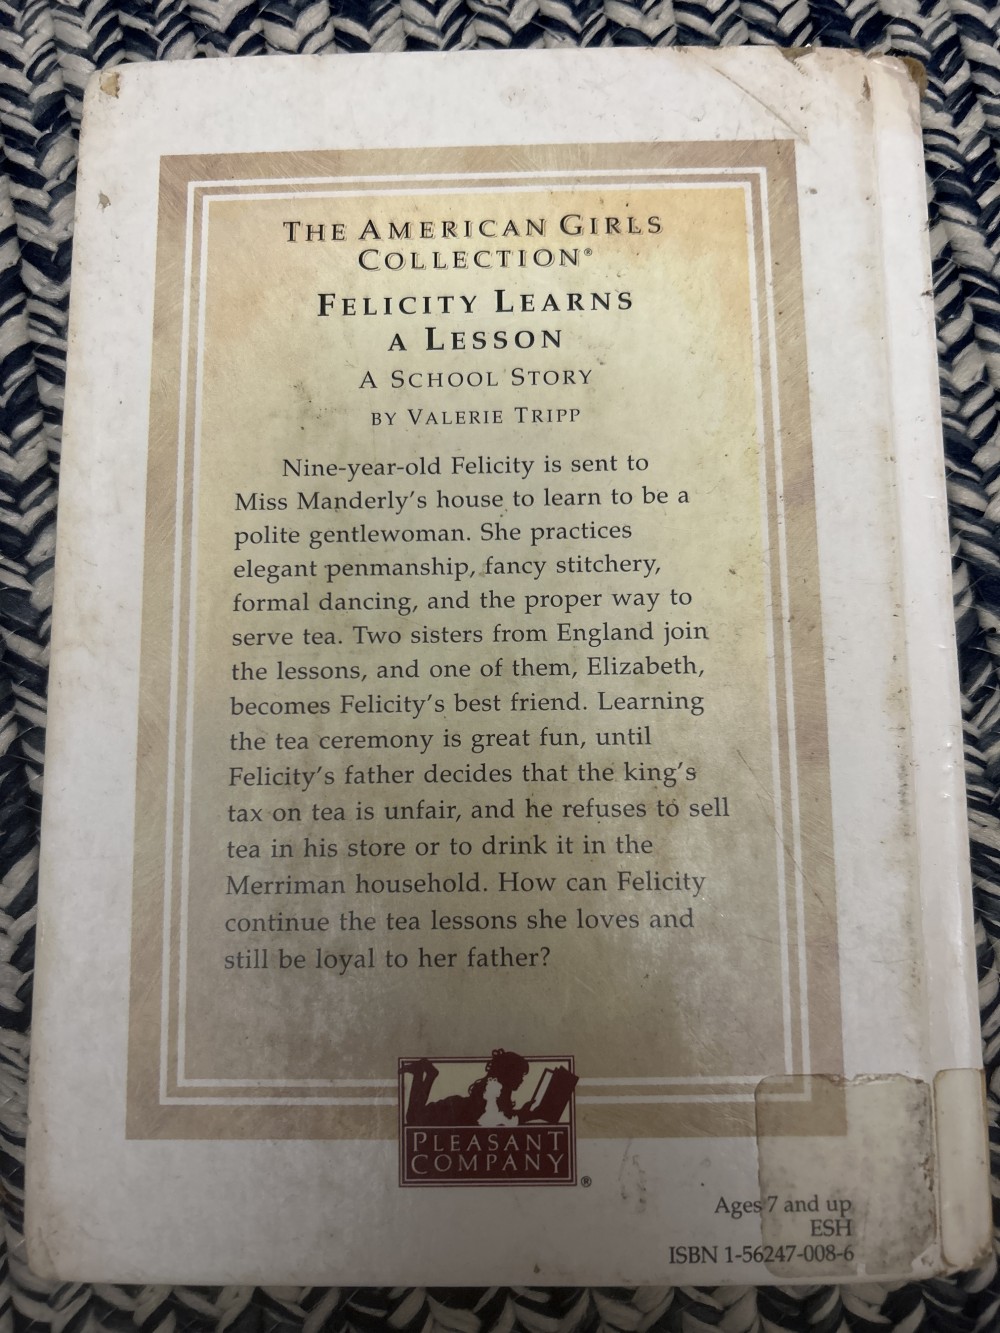 THE AMERICAN GIRLS
COLLECTION®
FELICITY LEARNS
A LESSON
A SCHOOL STORY
BY VALERIE TRIPP
Nine-year-old Felicity is sent to
Miss Manderly's house to learn to be a
polite gentlewoman. She practices
elegant penmanship, fancy stitchery,
formal dancing, and the proper way to
serve tea. Two sisters from England join
the lessons, and one of them, Elizabeth,
becomes Felicity's best friend. Learning
the tea ceremony is great fun, until
Felicity's father decides that the king's
tax on tea is unfair, and he refuses to sell
tea in his store or to drink it in the
Merriman household. How can Felicity
continue the tea lessons she loves and
still be loyal to her father?
PLEASANT
COMPANY
®
Ages 7 and up
ESH
ISBN 1-56247-008-6